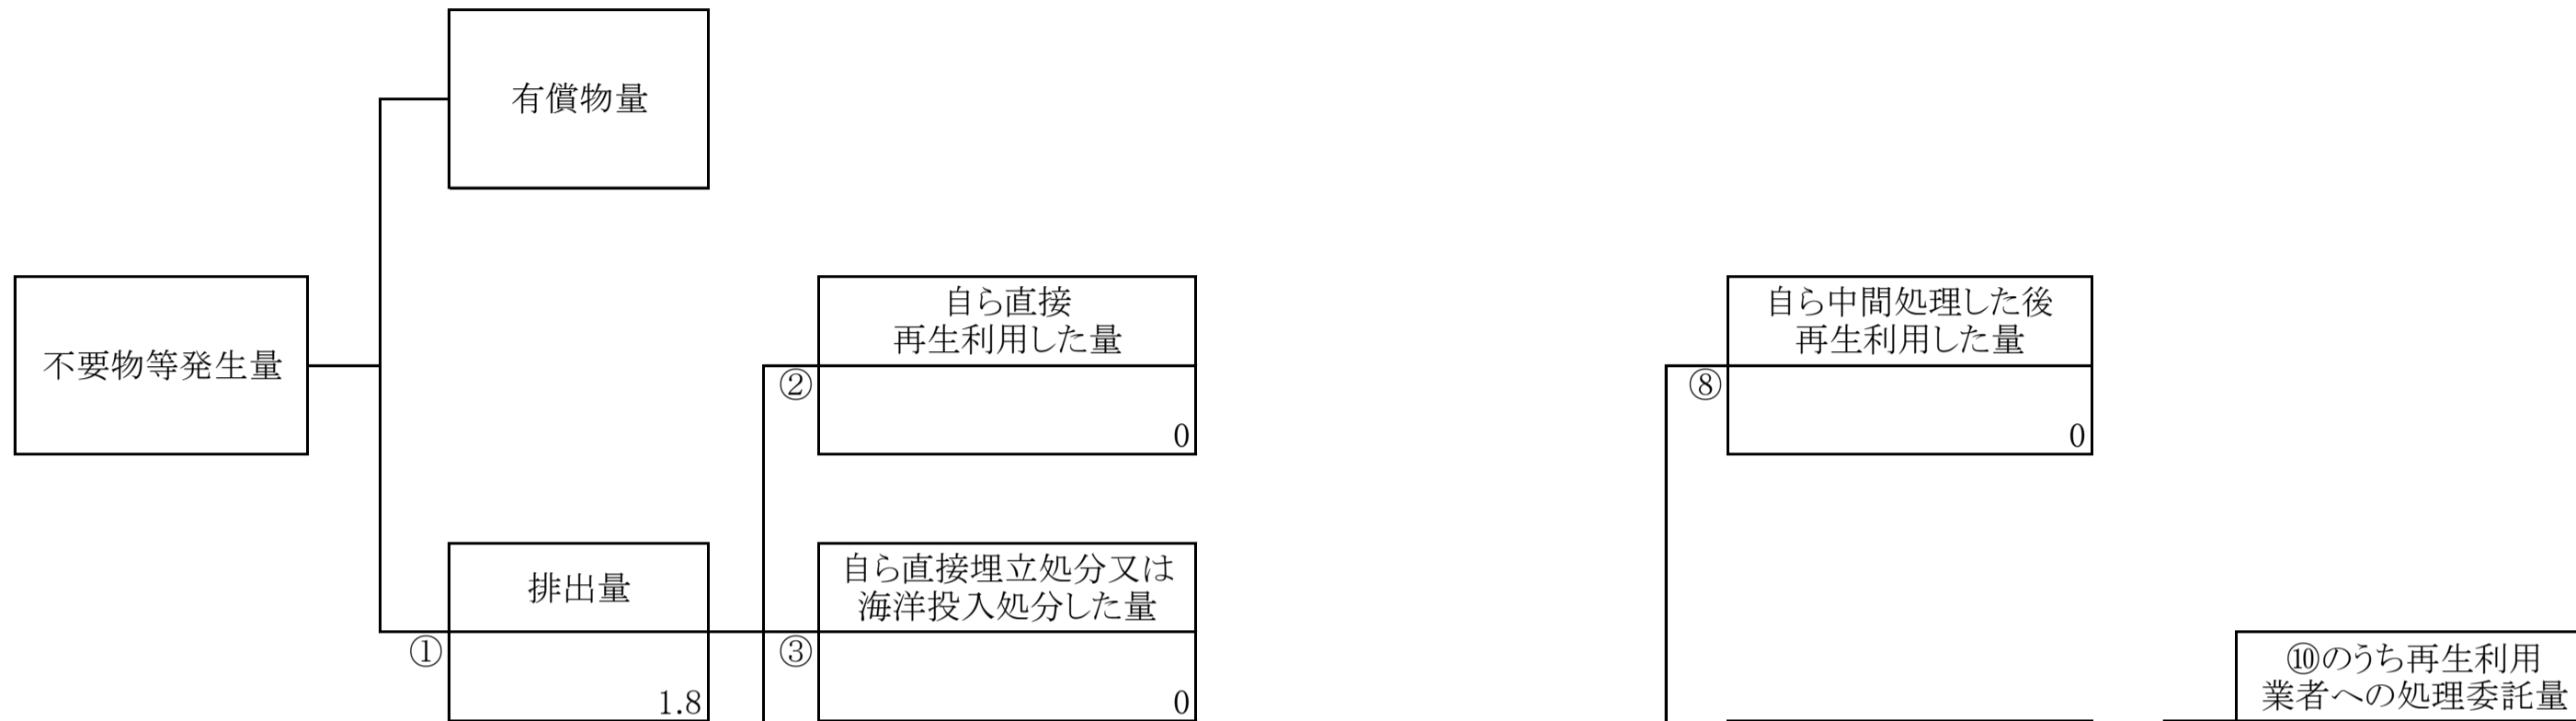 有償物量
不要物等発生量
自ら直接
再生利用した量
②
0
自ら中間処理した後
再生利用した量
⑧
0
排出量
①
1.8
自ら直接埋立処分又は
海洋投入処分した量
③
0
⑩のうち再生利用
業者への処理委託量